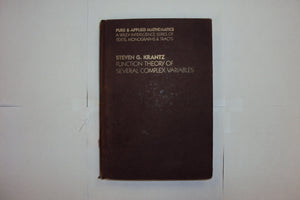 PURE & APPLIED MATHEMATICS
A WILEY-INTERSCIENCE SERIES OF
TEXTS, MONOGRAPHS & TRACTS
STEVEN G. KRANTZ
FUNCTION THEORY OF
SEVERAL COMPLEX VARIABLES